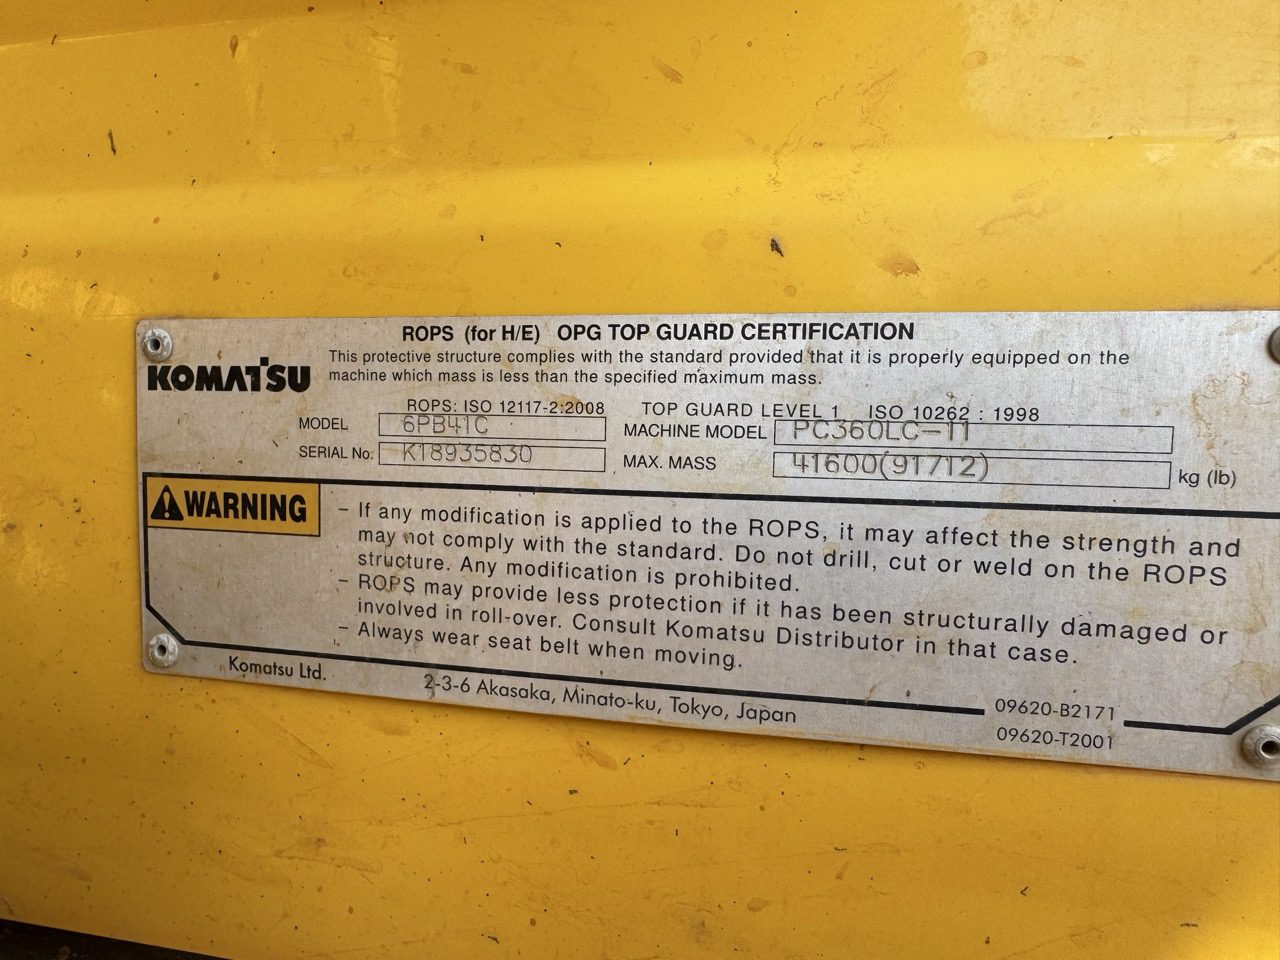 ROPS (for H/E) OPG TOP GUARD CERTIFICATION
KOMATSU
This protective structure complies with the standard provided that it is properly equipped on the
machine which mass is less than the specified maximum mass.
ROPS: ISO 12117-2:2008 TOP GUARD LEVEL 1 ISO 10262 : 1998
MODEL 6PB41C MACHINE MODEL PC360LC-11
SERIAL No. K18935830 MAX. MASS 41600(91712) kg (lb)
WARNING
- If any modification is applied to the ROPS, it may affect the strength and
may not comply with the standard. Do not drill, cut or weld on the ROPS
structure. Any modification is prohibited.
- ROPS may provide less protection if it has been structurally damaged or
involved in roll-over. Consult Komatsu Distributor in that case.
- Always wear seat belt when moving.
Komatsu Ltd. 2-3-6 Akasaka, Minato-ku, Tokyo, Japan
09620-B2171
09620-T2001